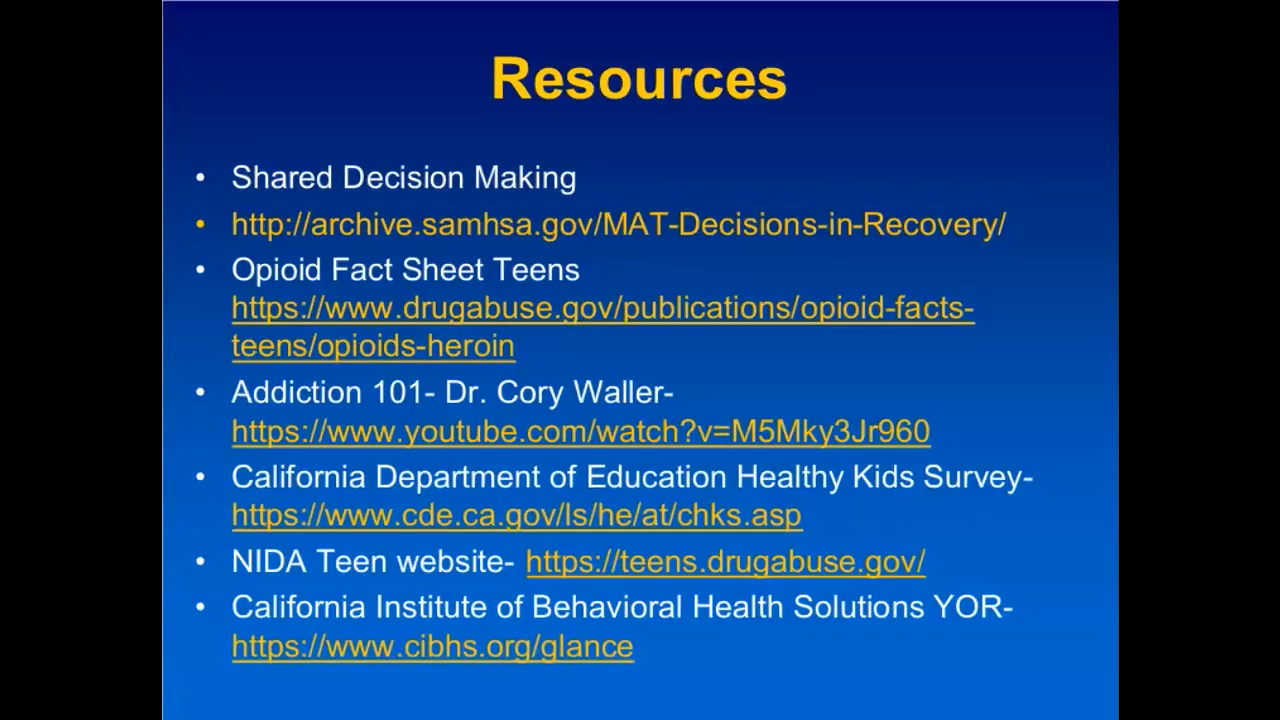 Resources
• Shared Decision Making
• http://archive.samhsa.gov/MAT-Decisions-in-Recovery/
• Opioid Fact Sheet Teens
https://www.drugabuse.gov/publications/opioid-facts-
teens/opioids-heroin
• Addiction 101- Dr. Cory Waller-
https://www.youtube.com/watch?v=M5Mky3Jr960
• California Department of Education Healthy Kids Survey-
https://www.cde.ca.gov/ls/he/at/chks.asp
• NIDA Teen website- https://teens.drugabuse.gov/
• California Institute of Behavioral Health Solutions YOR-
https://www.cibhs.org/glance